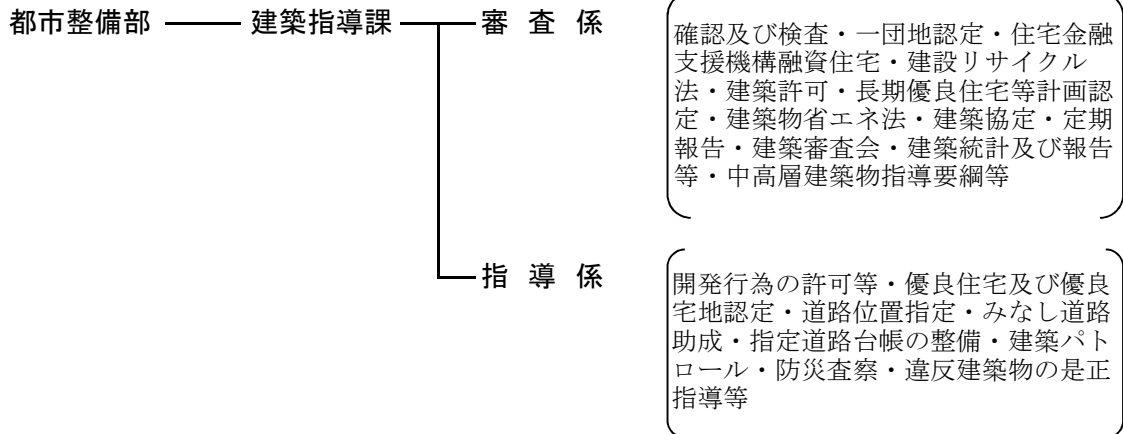 都市整備部 建築指導課 審査係
確認及び検査・一団地認定・住宅金融
支援機構融資住宅・建設リサイクル
法・建築許可・長期優良住宅等計画認
定・建築物省エネ法・建築協定・定期
報告・建築審査会・建築統計及び報告
等・中高層建築物指導要綱等
指導係
開発行為の許可等・優良住宅及び優良
宅地認定・道路位置指定・みなし道路
助成・指定道路台帳の整備・建築パト
ロール・防災査察・違反建築物の是正
指導等